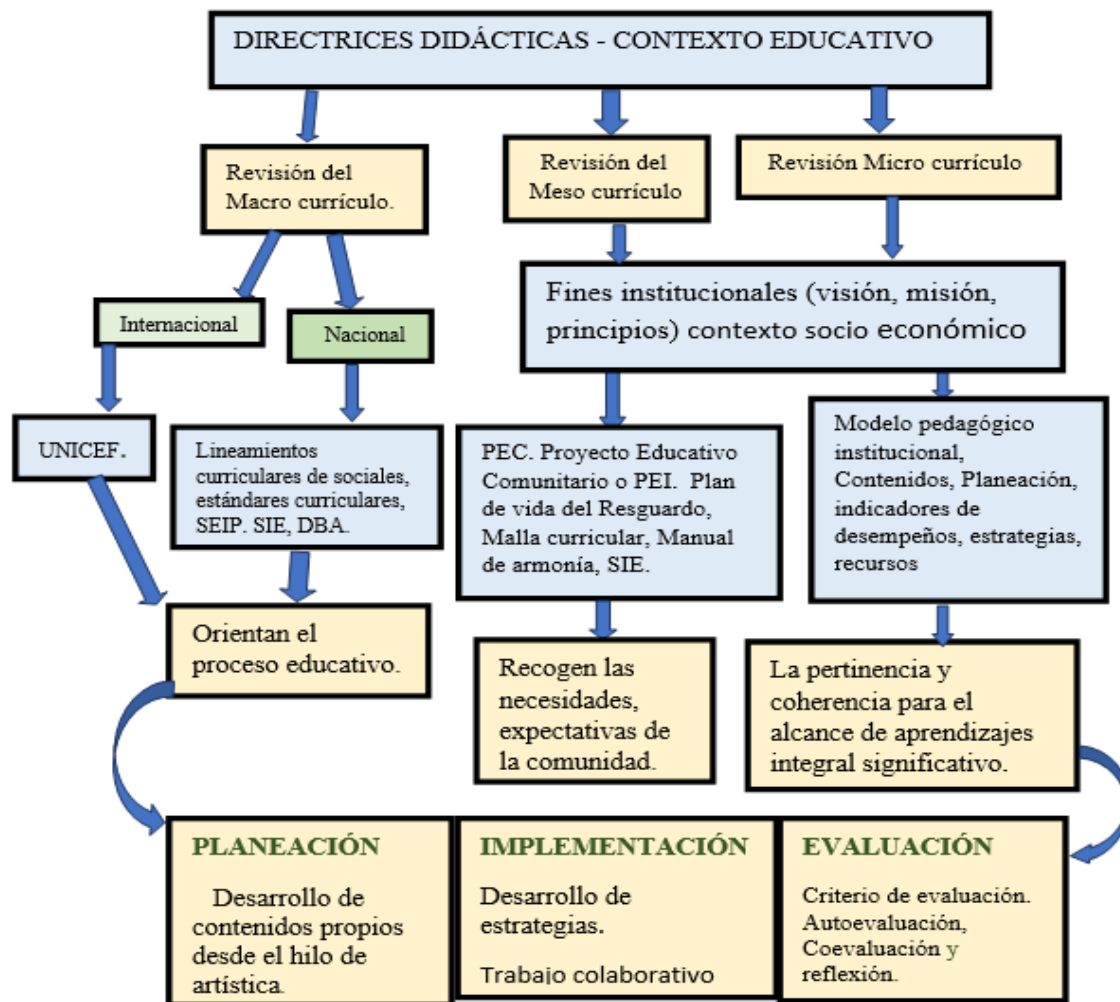 DIRECTRICES DIDÁCTICAS - CONTEXTO EDUCATIVO
Revisión del
Macro currículo.
Revisión del
Meso currículo
Revisión Micro currículo
Internacional
Nacional
Fines institucionales (visión, misión,
principios) contexto socio económico
UNICEF.
Lineamientos
curriculares de sociales,
estándares curriculares,
SEIP. SIE, DBA.
PEC. Proyecto Educativo
Comunitario o PEI. Plan
de vida del Resguardo,
Malla curricular, Manual
de armonía, SIE.
Modelo pedagógico
institucional,
Contenidos, Planeación,
indicadores de
desempeños, estrategias,
recursos
Orientan el
proceso educativo.
Recogen las
necesidades,
expectativas de
la comunidad.
La pertinencia y
coherencia para el
alcance de aprendizajes
integral significativo.
PLANEACIÓN
Desarrollo de
contenidos propios
desde el hilo de
artística.
IMPLEMENTACIÓN
Desarrollo de
estrategias.
Trabajo colaborativo
EVALUACIÓN
Criterio de evaluación.
Autoevaluación,
Coevaluación y
reflexión.